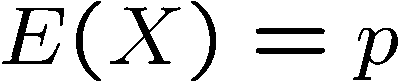 E(X) = p